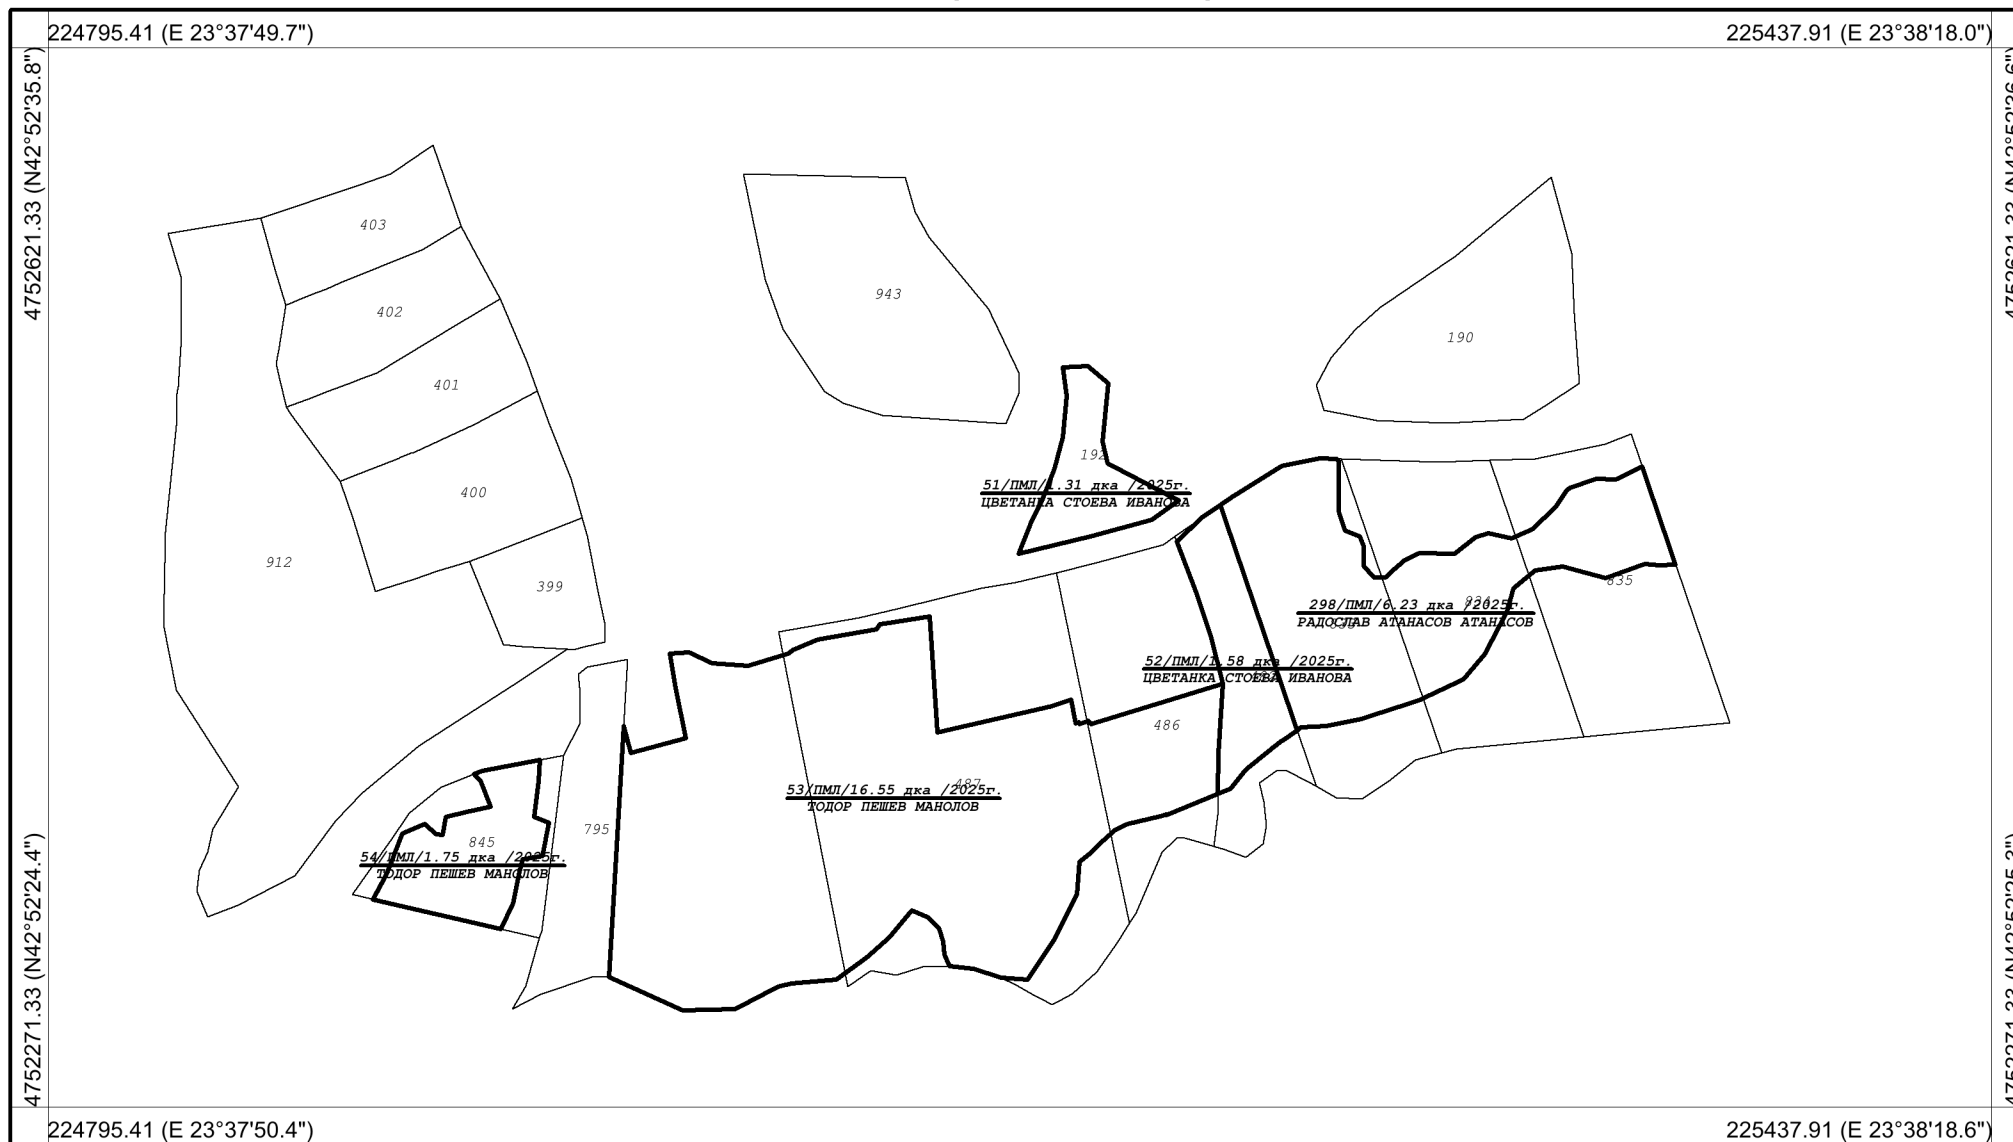 224795.41 (E 23°37'49.7")
225437.91 (E 23°38'18.0")
4752621.33 (N42°52'35.8")
403
402
943
190
401
192
51/ПМЛ/1.31 дка /2025г.
ЦВЕТАНКА СТОЕВА ИВАНОВА
400
912
399
835
298/ПМЛ/6.23 дка /2025г.
РАДОСЛАВ АТАНАСОВ АТАНАСОВ
52/ПМЛ/1.58 дка /2025г.
ЦВЕТАНКА СТОЕВА ИВАНОВА
486
487
53/ПМЛ/16.55 дка /2025г.
ТОДОР ПЕШЕВ МАНОЛОВ
795
845
54/ПМЛ/1.75 дка /2025г.
ТОДОР ПЕШЕВ МАНОЛОВ
4752271.33 (N42°52'24.4")
224795.41 (E 23°37'50.4")
225437.91 (E 23°38'18.6")